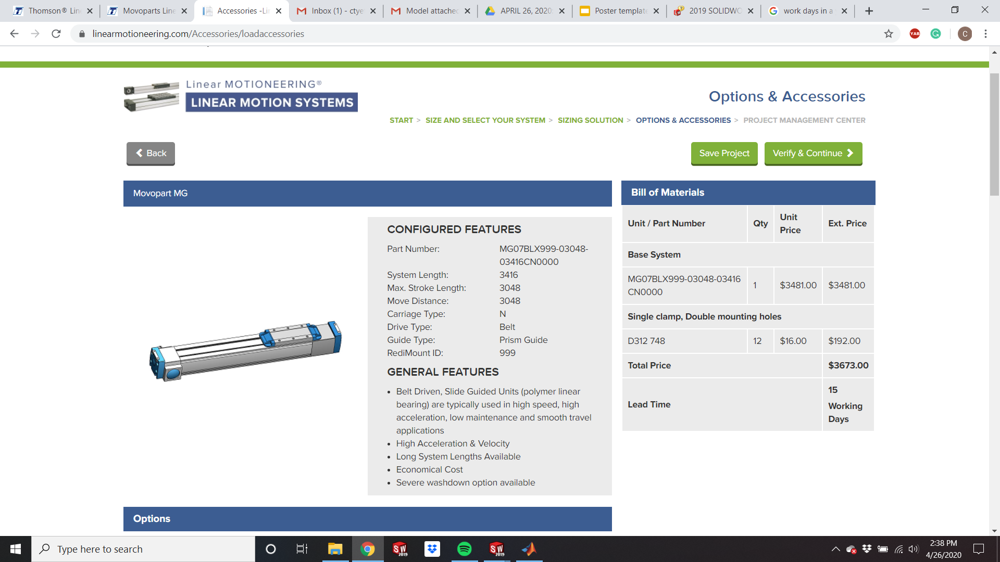 Thomson® Lin
Movoparts Line
Accessories -Li
Inbox (1) - ctye
Model attached
APRIL 26, 2020
Poster template
2019 SOLIDWO
work days in a
linearmotioneering.com/Accessories/loadaccessories
YAB
C
Linear MOTIONEERING®
LINEAR MOTION SYSTEMS
Options & Accessories
START > SIZE AND SELECT YOUR SYSTEM > SIZING SOLUTION > OPTIONS & ACCESSORIES > PROJECT MANAGEMENT CENTER
Back
Save Project
Verify & Continue
Movopart MG
CONFIGURED FEATURES
Part Number: MG07BLX999-03048-
03416CN0000
System Length: 3416
Max. Stroke Length: 3048
Move Distance: 3048
Carriage Type: N
Drive Type: Belt
Guide Type: Prism Guide
RediMount ID: 999
GENERAL FEATURES
• Belt Driven, Slide Guided Units (polymer linear
bearing) are typically used in high speed, high
acceleration, low maintenance and smooth travel
applications
• High Acceleration & Velocity
• Long System Lengths Available
• Economical Cost
• Severe washdown option available
Bill of Materials
Unit / Part Number Qty Unit Price Ext. Price
Base System
MG07BLX999-03048-03416
CN0000 1 $3481.00 $3481.00
Single clamp, Double mounting holes
D312 748 12 $16.00 $192.00
Total Price $3673.00
Lead Time 15
Working
Days
Options
Type here to search
SW
2019
SW
2019
2:38 PM
4/26/2020